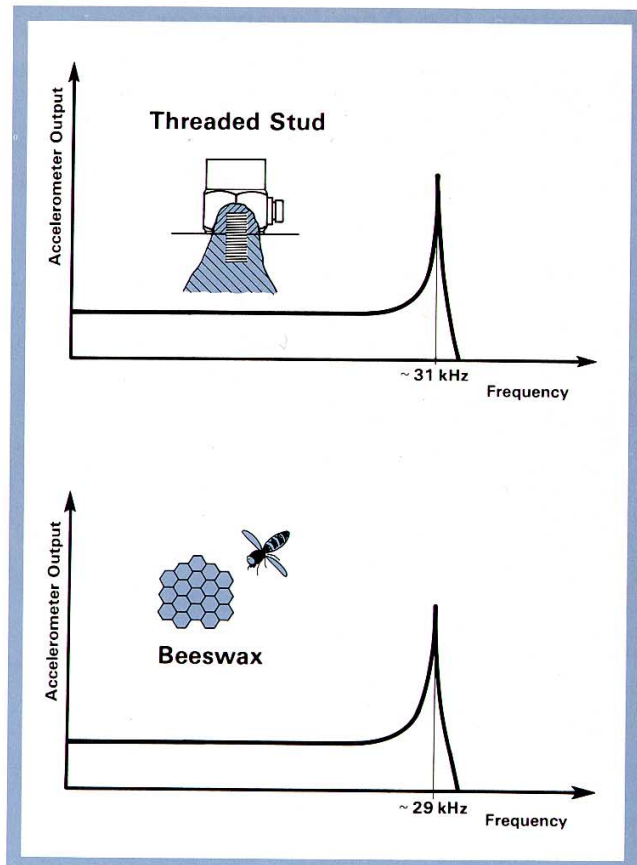 Accelerometer Output
Threaded Stud
~ 31 kHz
Frequency
Accelerometer Output
Beeswax
~ 29 kHz
Frequency